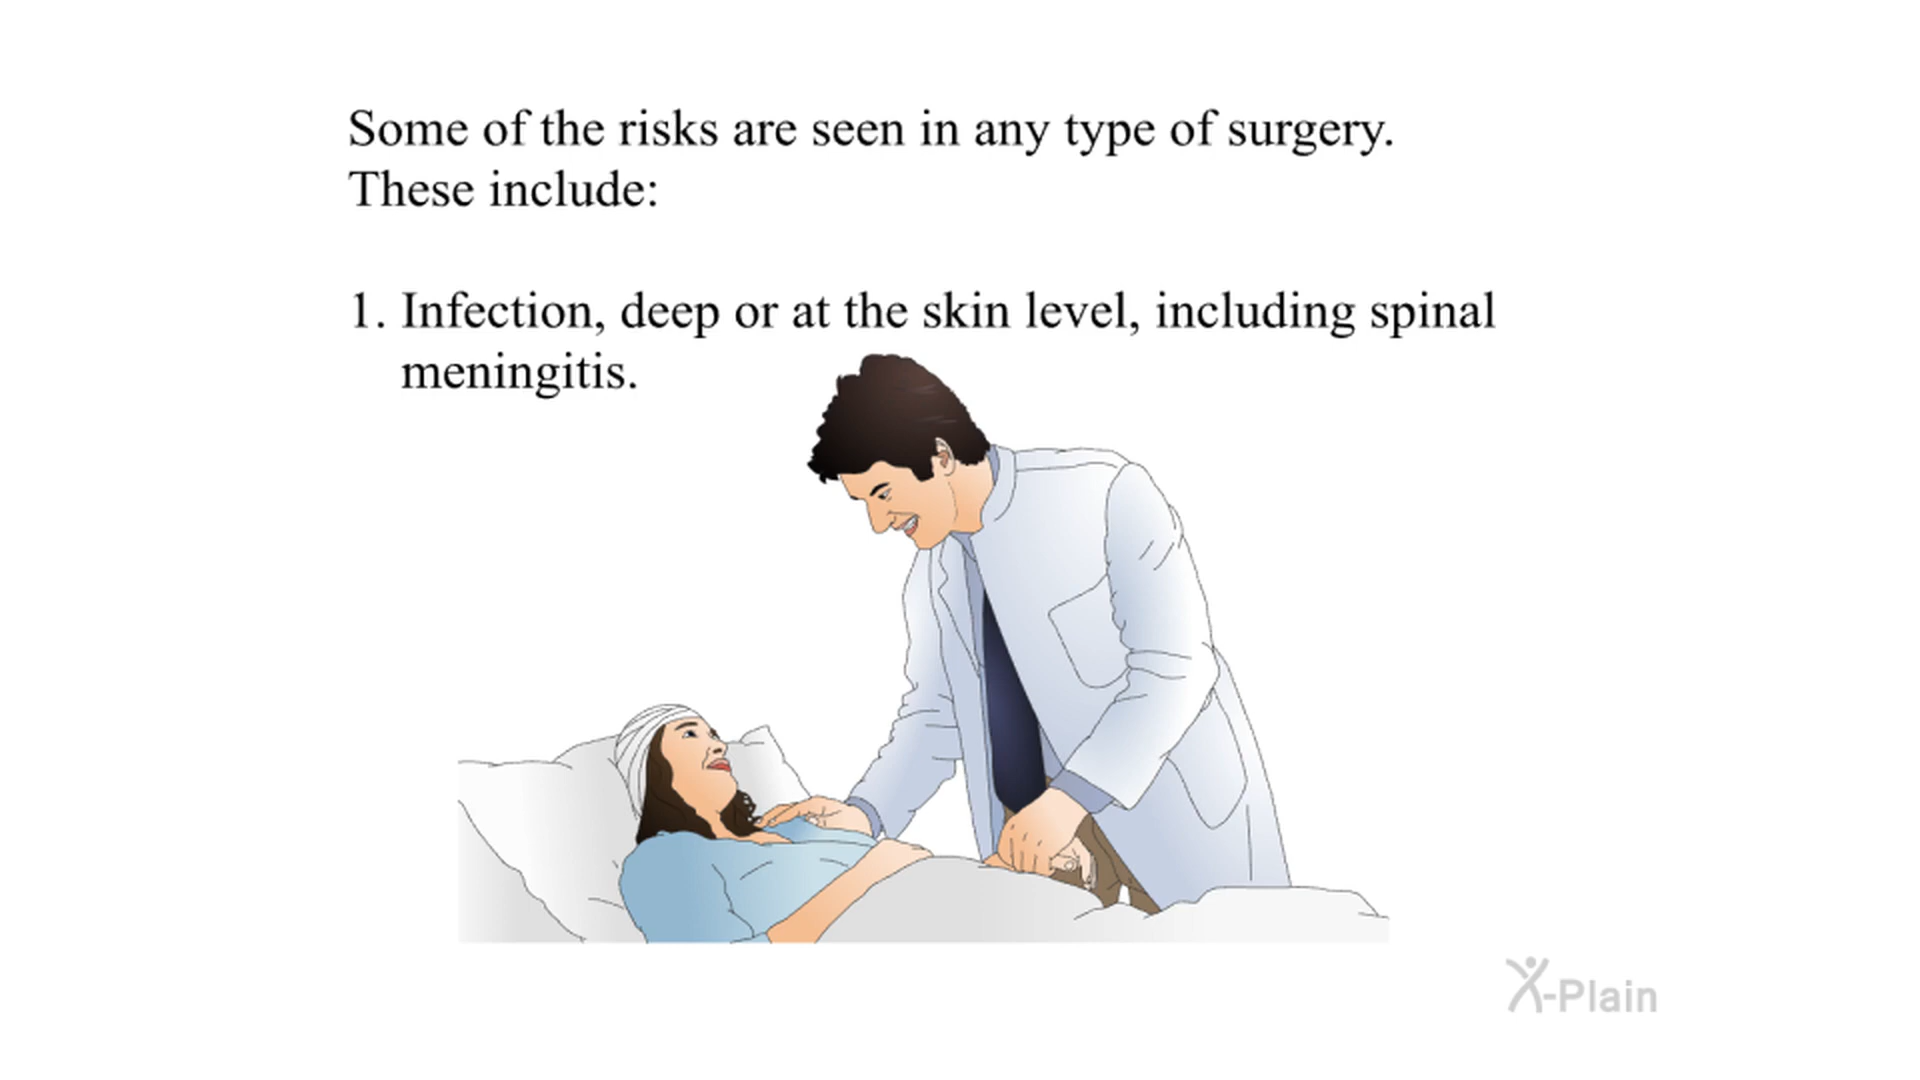 Some of the risks are seen in any type of surgery.
These include:
1. Infection, deep or at the skin level, including spinal
meningitis.
X-Plain